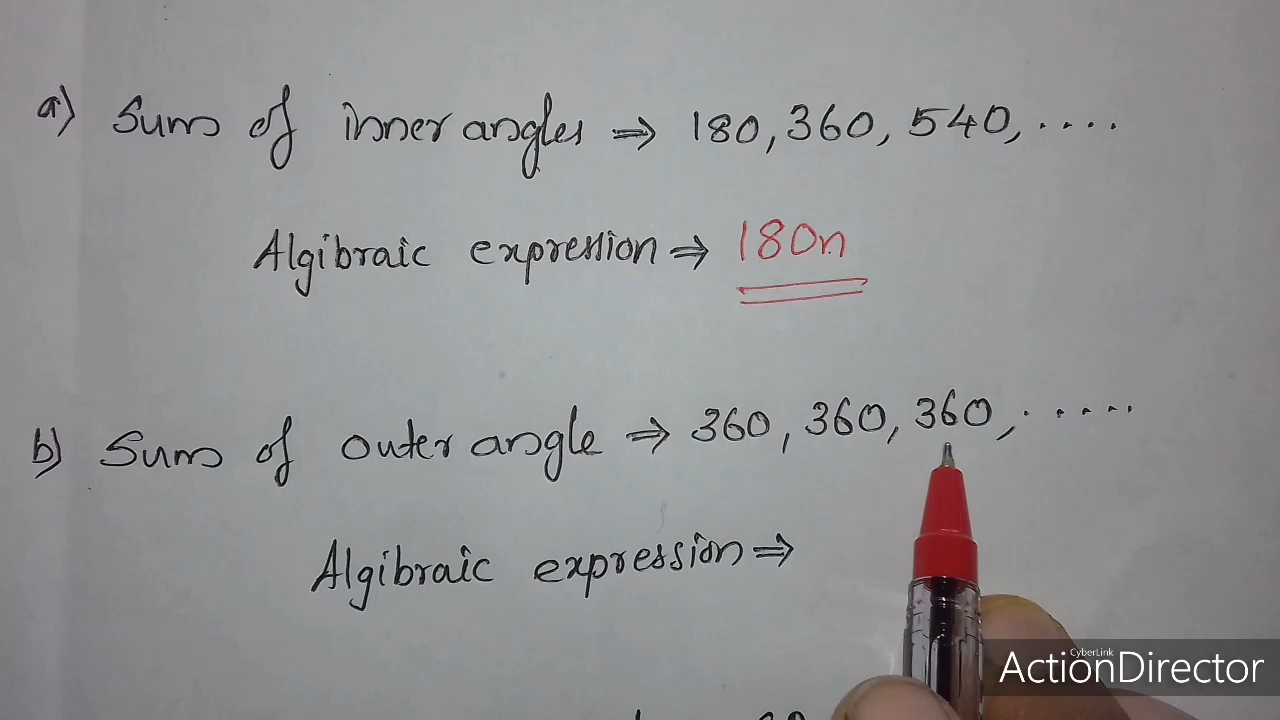 a) Sum of inner angles ⇒ 180, 360, 540, ....
Algibraic expression ⇒ 180n
b) Sum of outer angle ⇒ 360, 360, 360, .....
Algibraic expression ⇒
CyberLink
ActionDirector